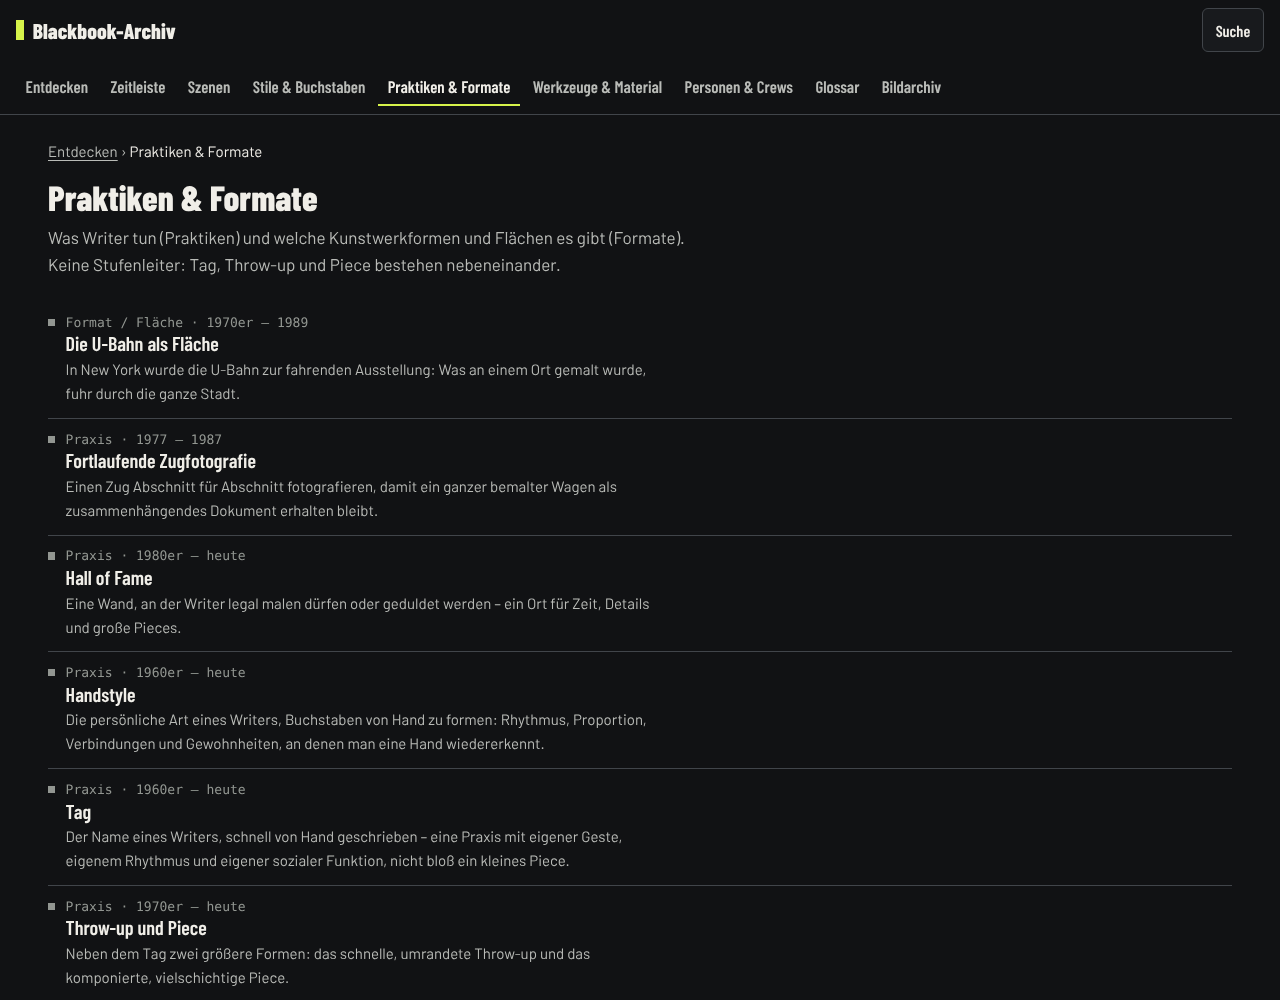 Blackbook-Archiv
Suche
Entdecken Zeitleiste Szenen Stile & Buchstaben Praktiken & Formate Werkzeuge & Material Personen & Crews Glossar Bildarchiv
Entdecken › Praktiken & Formate
Praktiken & Formate
Was Writer tun (Praktiken) und welche Kunstwerkformen und Flächen es gibt (Formate).
Keine Stufenleiter: Tag, Throw-up und Piece bestehen nebeneinander.
Format / Fläche · 1970er – 1989
Die U-Bahn als Fläche
In New York wurde die U-Bahn zur fahrenden Ausstellung: Was an einem Ort gemalt wurde,
fuhr durch die ganze Stadt.
Praxis · 1977 – 1987
Fortlaufende Zugfotografie
Einen Zug Abschnitt für Abschnitt fotografieren, damit ein ganzer bemalter Wagen als
zusammenhängendes Dokument erhalten bleibt.
Praxis · 1980er – heute
Hall of Fame
Eine Wand, an der Writer legal malen dürfen oder geduldet werden – ein Ort für Zeit, Details
und große Pieces.
Praxis · 1960er – heute
Handstyle
Die persönliche Art eines Writers, Buchstaben von Hand zu formen: Rhythmus, Proportion,
Verbindungen und Gewohnheiten, an denen man eine Hand wiedererkennt.
Praxis · 1960er – heute
Tag
Der Name eines Writers, schnell von Hand geschrieben – eine Praxis mit eigener Geste,
eigenem Rhythmus und eigener sozialer Funktion, nicht bloß ein kleines Piece.
Praxis · 1970er – heute
Throw-up und Piece
Neben dem Tag zwei größere Formen: das schnelle, umrandete Throw-up und das
komponierte, vielschichtige Piece.